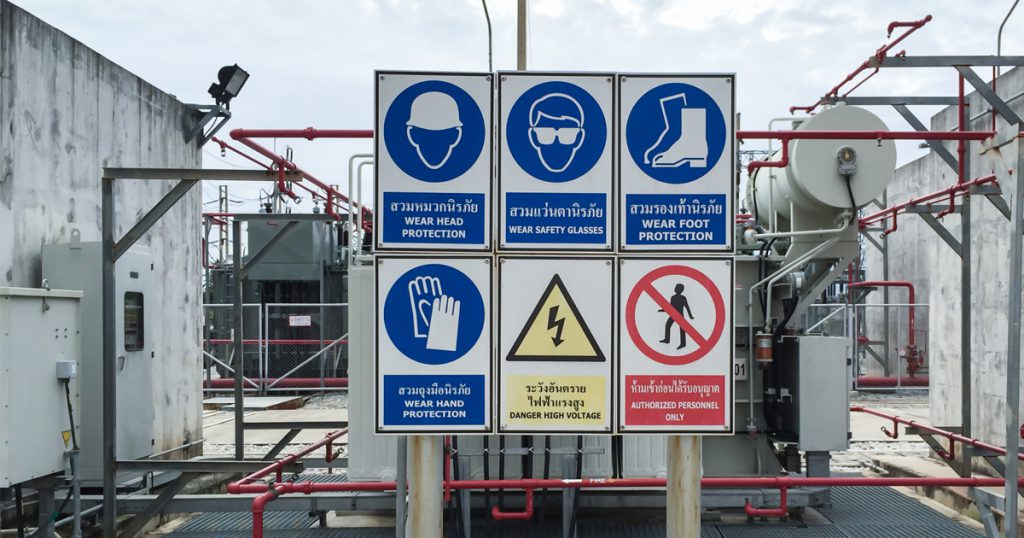 สวมหมวกนิรภัย
WEAR HEAD
PROTECTION
สวมแว่นตานิรภัย
WEAR SAFETY GLASSES
สวมรองเท้านิรภัย
WEAR FOOT
PROTECTION
สวมถุงมือนิรภัย
WEAR HAND
PROTECTION
ระวังอันตราย
ไฟฟ้าแรงสูง
DANGER HIGH VOLTAGE
ห้ามเข้าก่อนได้รับอนุญาต
AUTHORIZED PERSONNEL
ONLY
01
FIRE